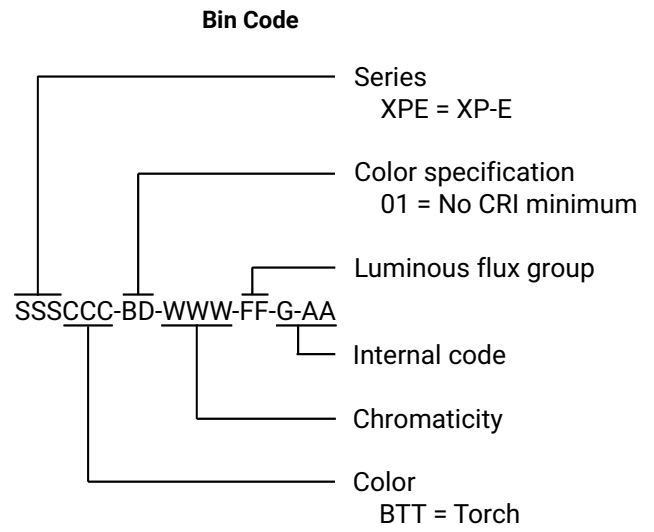 Bin Code
Series
XPE = XP-E
Color specification
01 = No CRI minimum
Luminous flux group
SSSCCC-BD-WWW-FF-G-AA
Internal code
Chromaticity
Color
BTT = Torch